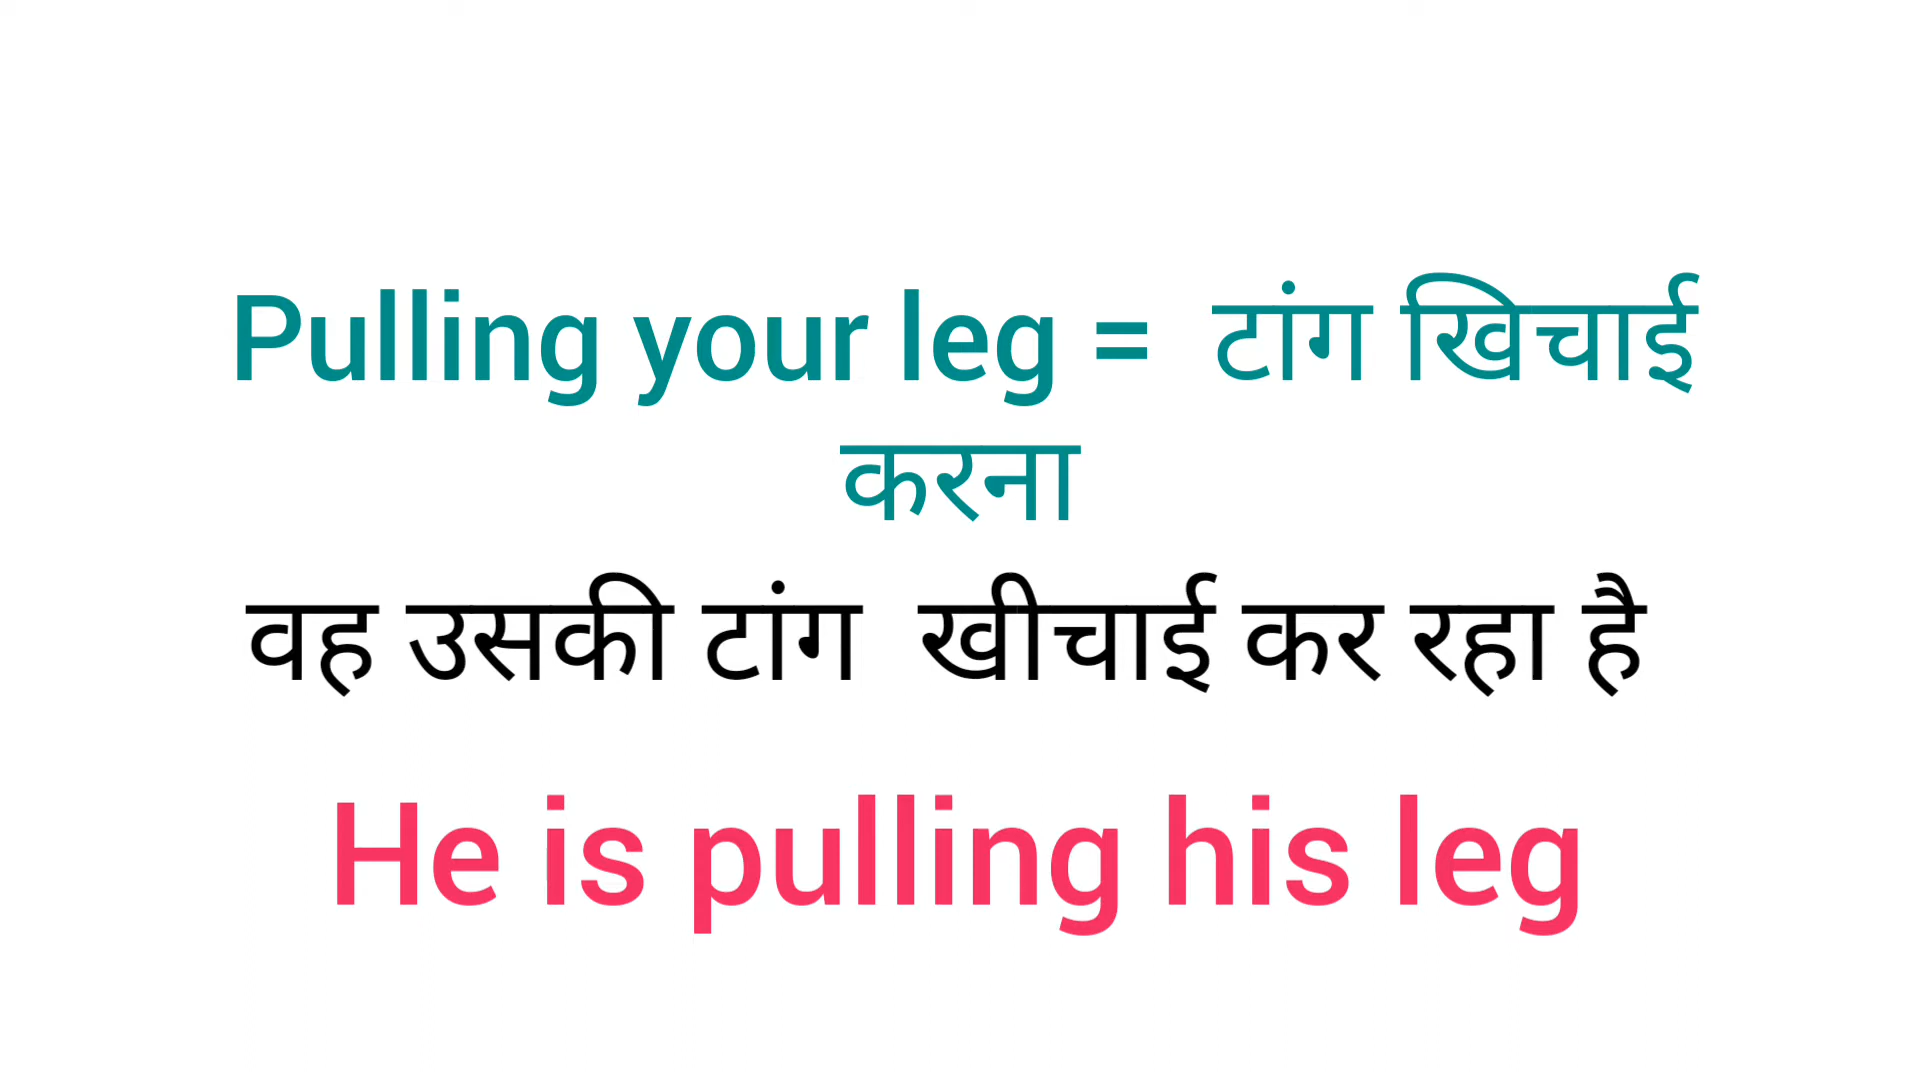 Pulling your leg = टांग खिचाई
करना
वह उसकी टांग खीचाई कर रहा है
He is pulling his leg